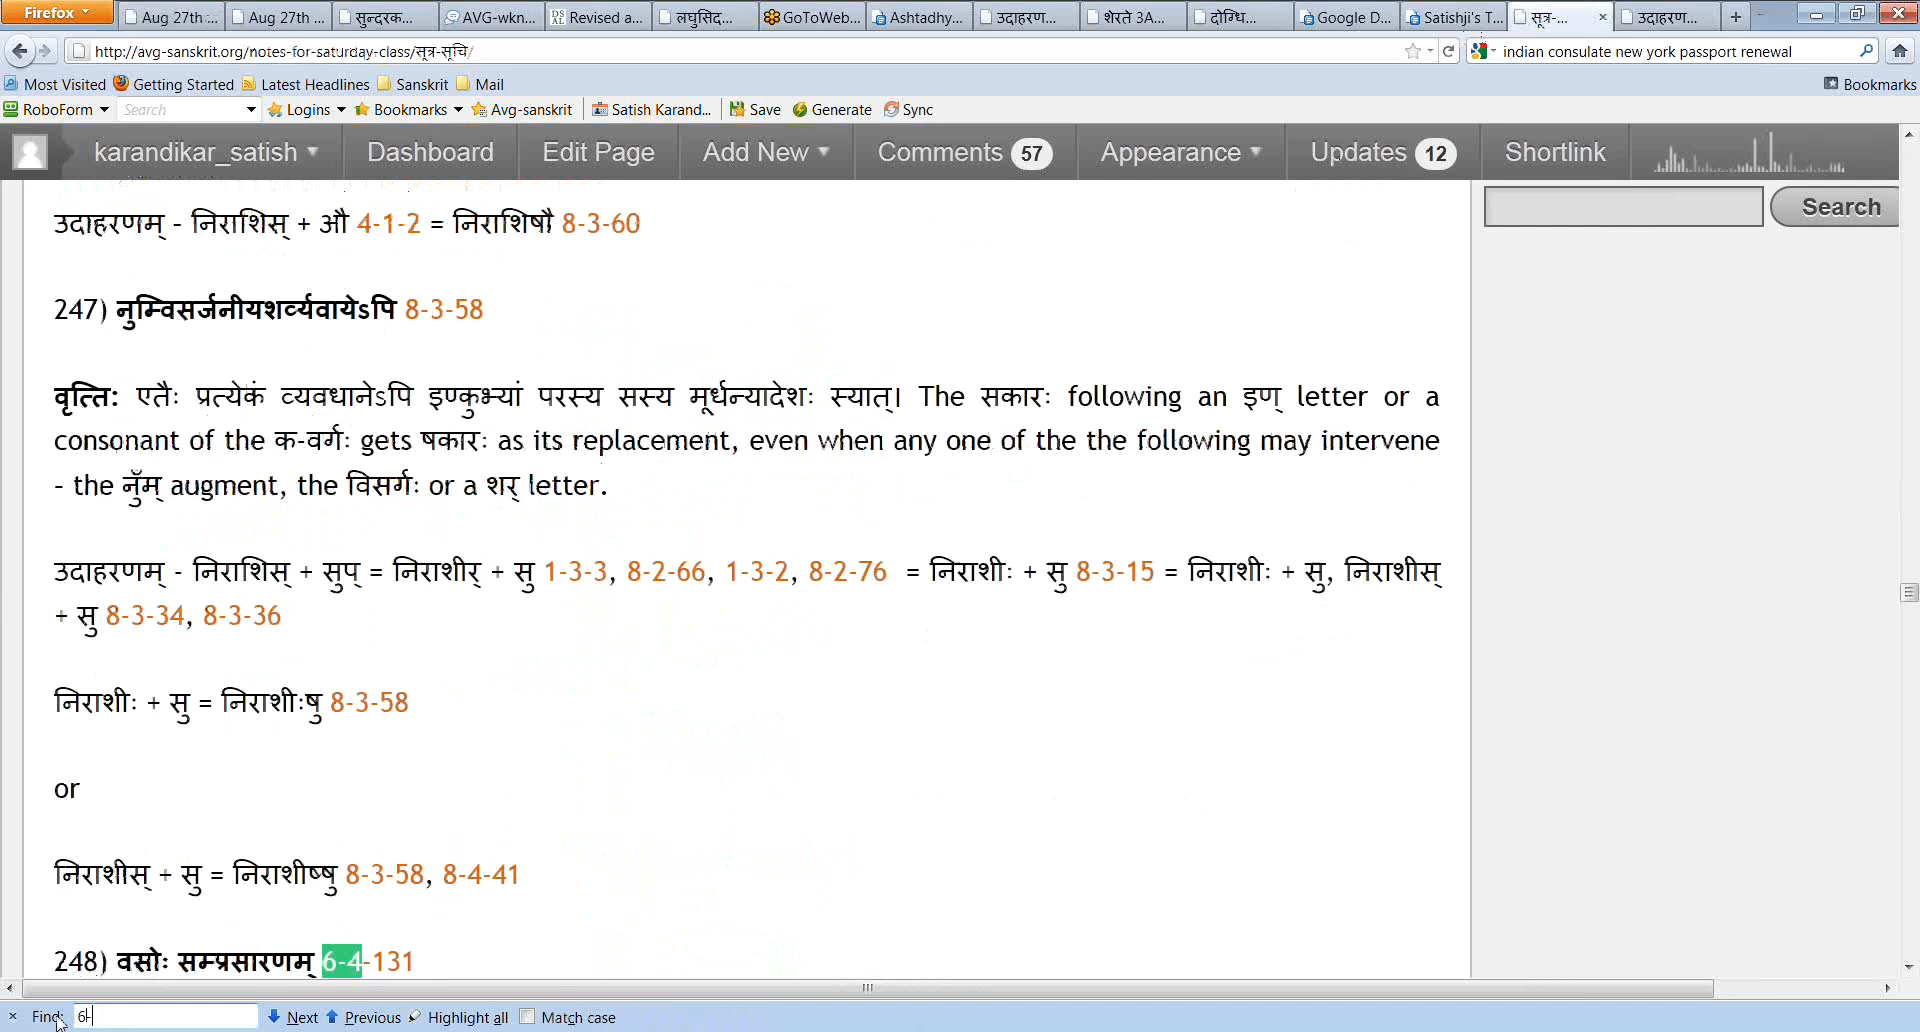 Firefox
Aug 27th ...
Aug 27th ...
सुन्दरक...
AVG-wkn...
Revised a...
लघुसिद्...
GoToWeb...
Ashtadhy...
उदाहरण...
शेरते 3A...
दोग्धि...
Google D...
Satishji's T...
सूत्र-...
उदाहरण...
http://avg-sanskrit.org/notes-for-saturday-class/सूत्र-सूचि/
indian consulate new york passport renewal
Most Visited Getting Started Latest Headlines Sanskrit Mail Bookmarks
RoboForm Search Logins Bookmarks Avg-sanskrit Satish Karand... Save Generate Sync
karandikar_satish Dashboard Edit Page Add New Comments 57 Appearance Updates 12 Shortlink
Search
उदाहरणम् - निराशिस् + औ 4-1-2 = निराशिषौ 8-3-60
247) नुम्विसर्जनीयशर्व्यवायेऽपि 8-3-58
वृत्ति: एतैः प्रत्येकं व्यवधानेऽपि इण्कुभ्यां परस्य सस्य मूर्धन्यादेशः स्यात्। The सकारः following an इण् letter or a
consonant of the क-वर्गः gets षकारः as its replacement, even when any one of the the following may intervene
- the नुँम् augment, the विसर्गः or a शर् letter.
उदाहरणम् - निराशिस् + सुप् = निराशीर् + सु 1-3-3, 8-2-66, 1-3-2, 8-2-76 = निराशीः + सु 8-3-15 = निराशीः + सु, निराशीस्
+ सु 8-3-34, 8-3-36
निराशीः + सु = निराशीःषु 8-3-58
or
निराशीस् + सु = निराशीष्षु 8-3-58, 8-4-41
248) वसोः सम्प्रसारणम् 6-4-131
Find: 6- Next Previous Highlight all Match case